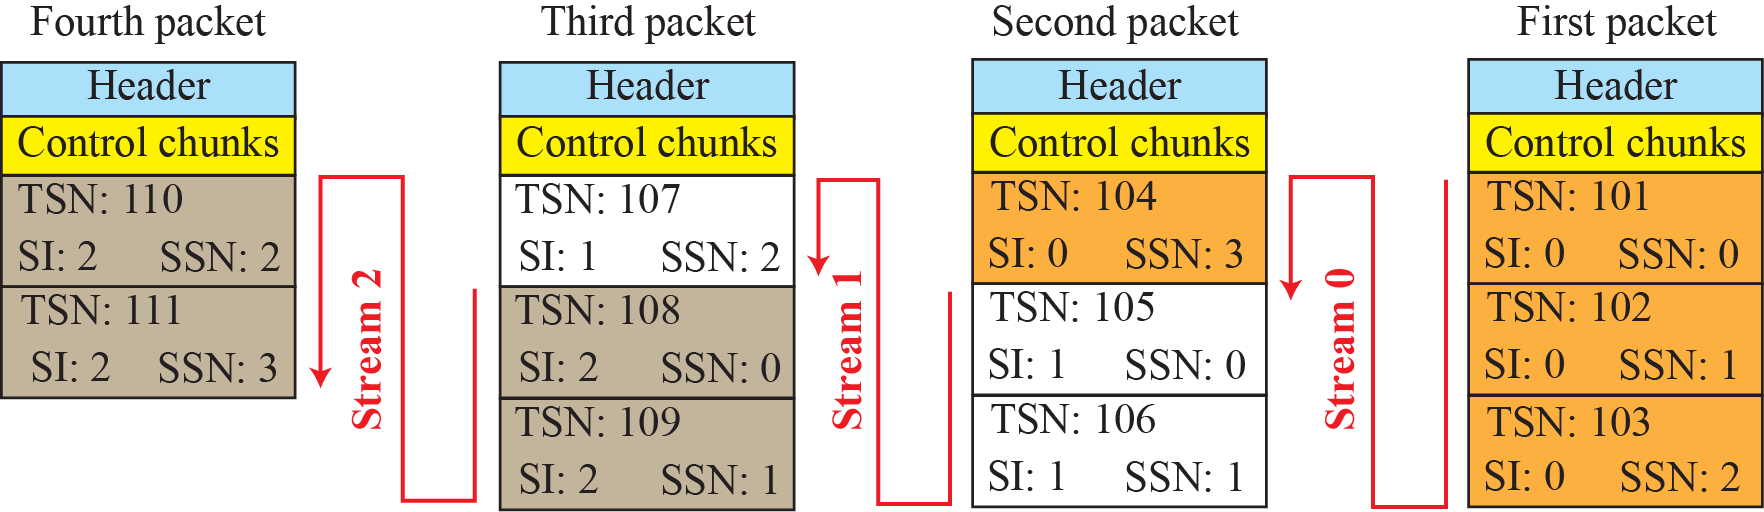 Fourth packet
Header
Control chunks
TSN: 110
SI: 2 SSN: 2
TSN: 111
SI: 2 SSN: 3
Stream 2
Third packet
Header
Control chunks
TSN: 107
SI: 1 SSN: 2
TSN: 108
SI: 2 SSN: 0
TSN: 109
SI: 2 SSN: 1
Stream 1
Second packet
Header
Control chunks
TSN: 104
SI: 0 SSN: 3
TSN: 105
SI: 1 SSN: 0
TSN: 106
SI: 1 SSN: 1
Stream 0
First packet
Header
Control chunks
TSN: 101
SI: 0 SSN: 0
TSN: 102
SI: 0 SSN: 1
TSN: 103
SI: 0 SSN: 2